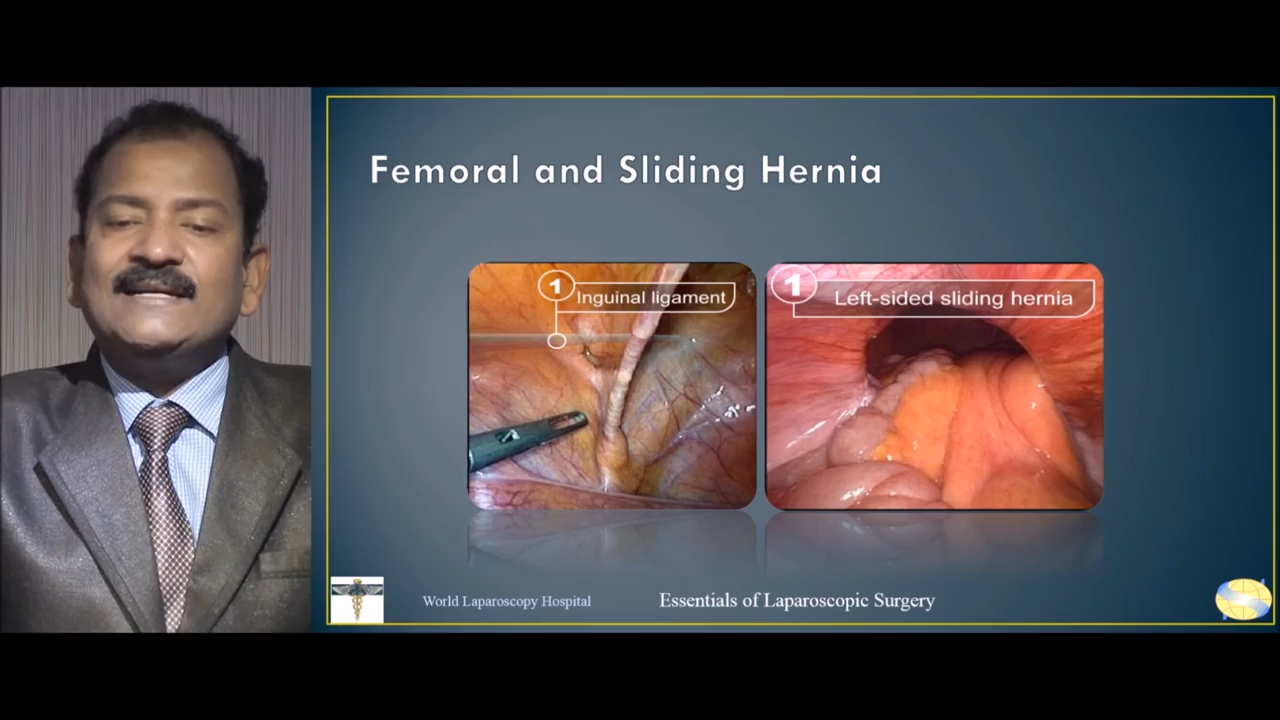 Femoral and Sliding Hernia
1
Inguinal ligament
1
Left-sided sliding hernia
World Laparoscopy Hospital
Essentials of Laparoscopic Surgery